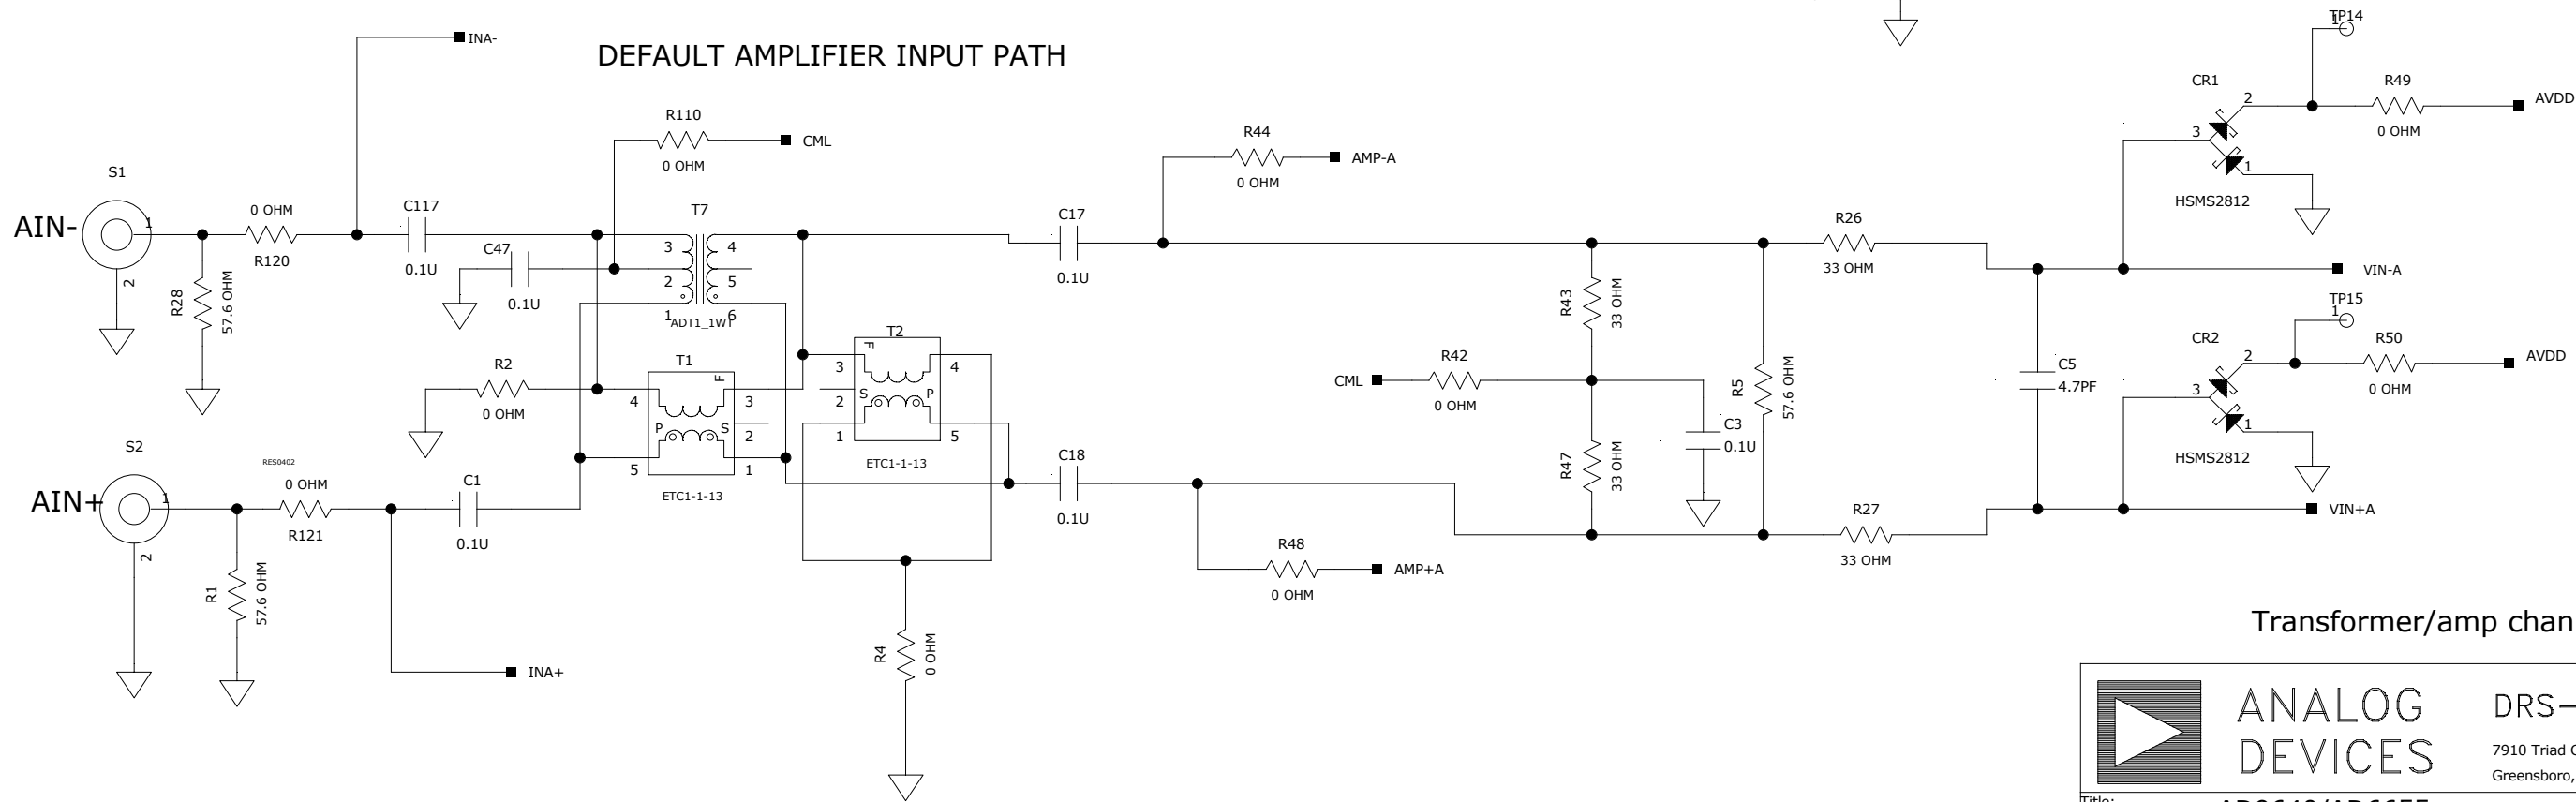 TP14
1
INA-
DEFAULT AMPLIFIER INPUT PATH
CR1
R49
2
AVDD
0 OHM
3
1
HSMS2812
R110
CML
0 OHM
R44
AMP-A
0 OHM
S1
AIN-
1
2
0 OHM
R120
R28
57.6 OHM
C117
0.1U
C47
0.1U
T7
3
4
2
5
1
6
ADT1_1WT
C17
0.1U
R26
33 OHM
VIN-A
TP15
1
R43
33 OHM
R2
0 OHM
T1
F
4
3
P
S
2
5
1
ETC1-1-13
T2
F
3
4
2
S
P
1
5
ETC1-1-13
R42
CML
0 OHM
R5
57.6 OHM
C5
4.7PF
CR2
R50
2
AVDD
0 OHM
3
1
HSMS2812
C3
0.1U
R47
33 OHM
S2
AIN+
1
2
RES0402
0 OHM
R121
C1
0.1U
R1
57.6 OHM
C18
0.1U
R27
33 OHM
VIN+A
R48
AMP+A
0 OHM
INA+
R4
0 OHM
Transformer/amp chan
ANALOG
DEVICES
DRS-
7910 Triad
Greensboro,
Title: